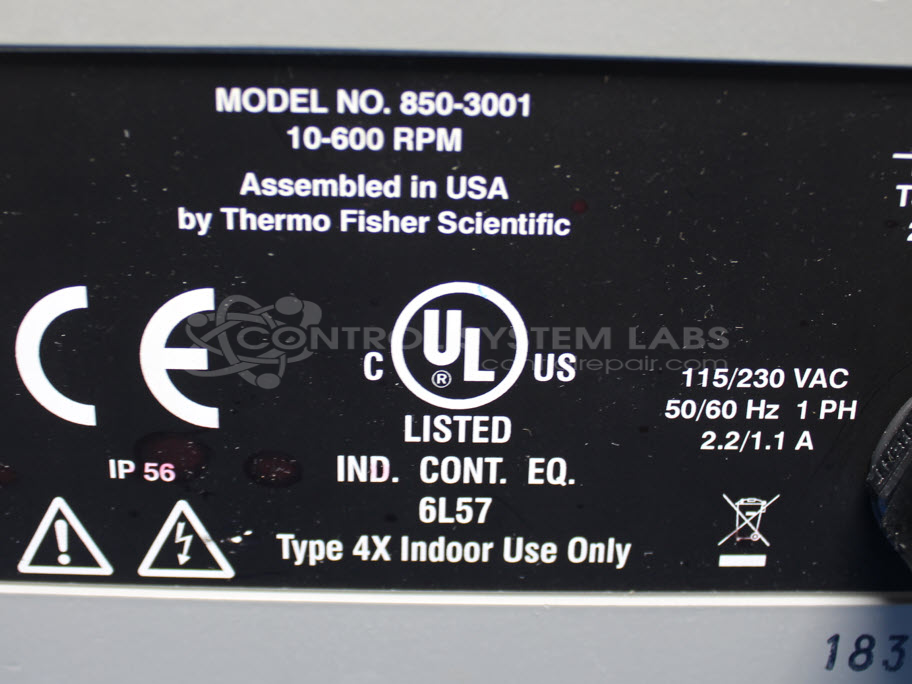 MODEL NO. 850-3001
10-600 RPM
Assembled in USA
by Thermo Fisher Scientific
CE
CONTROL SYSTEM LABS
C UL ® US
LISTED
115/230 VAC
50/60 Hz 1 PH
2.2/1.1 A
IP 56
IND. CONT. EQ.
6L57
Type 4X Indoor Use Only
183